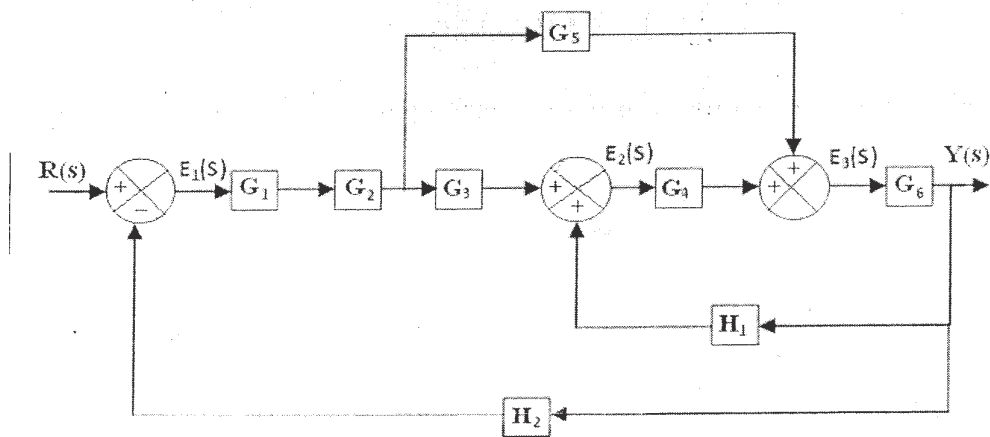 G₅
R(s)
E₁(S)
E₂(S)
E₃(S)
Y(s)
+
+
+
+
+
−
+
G₁
G₂
G₃
G₄
G₆
H₁
H₂